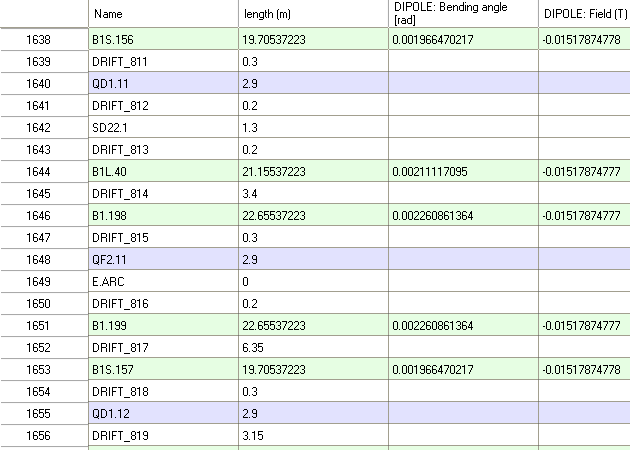 Name length (m) DIPOLE: Bending angle [rad] DIPOLE: Field (T)
1638 B1S.156 19.70537223 0.001966470217 -0.01517874778
1639 DRIFT_811 0.3
1640 QD1.11 2.9
1641 DRIFT_812 0.2
1642 SD22.1 1.3
1643 DRIFT_813 0.2
1644 B1L.40 21.15537223 0.00211117095 -0.01517874777
1645 DRIFT_814 3.4
1646 B1.198 22.65537223 0.002260861364 -0.01517874777
1647 DRIFT_815 0.3
1648 QF2.11 2.9
1649 E.ARC 0
1650 DRIFT_816 0.2
1651 B1.199 22.65537223 0.002260861364 -0.01517874777
1652 DRIFT_817 6.35
1653 B1S.157 19.70537223 0.001966470217 -0.01517874778
1654 DRIFT_818 0.3
1655 QD1.12 2.9
1656 DRIFT_819 3.15